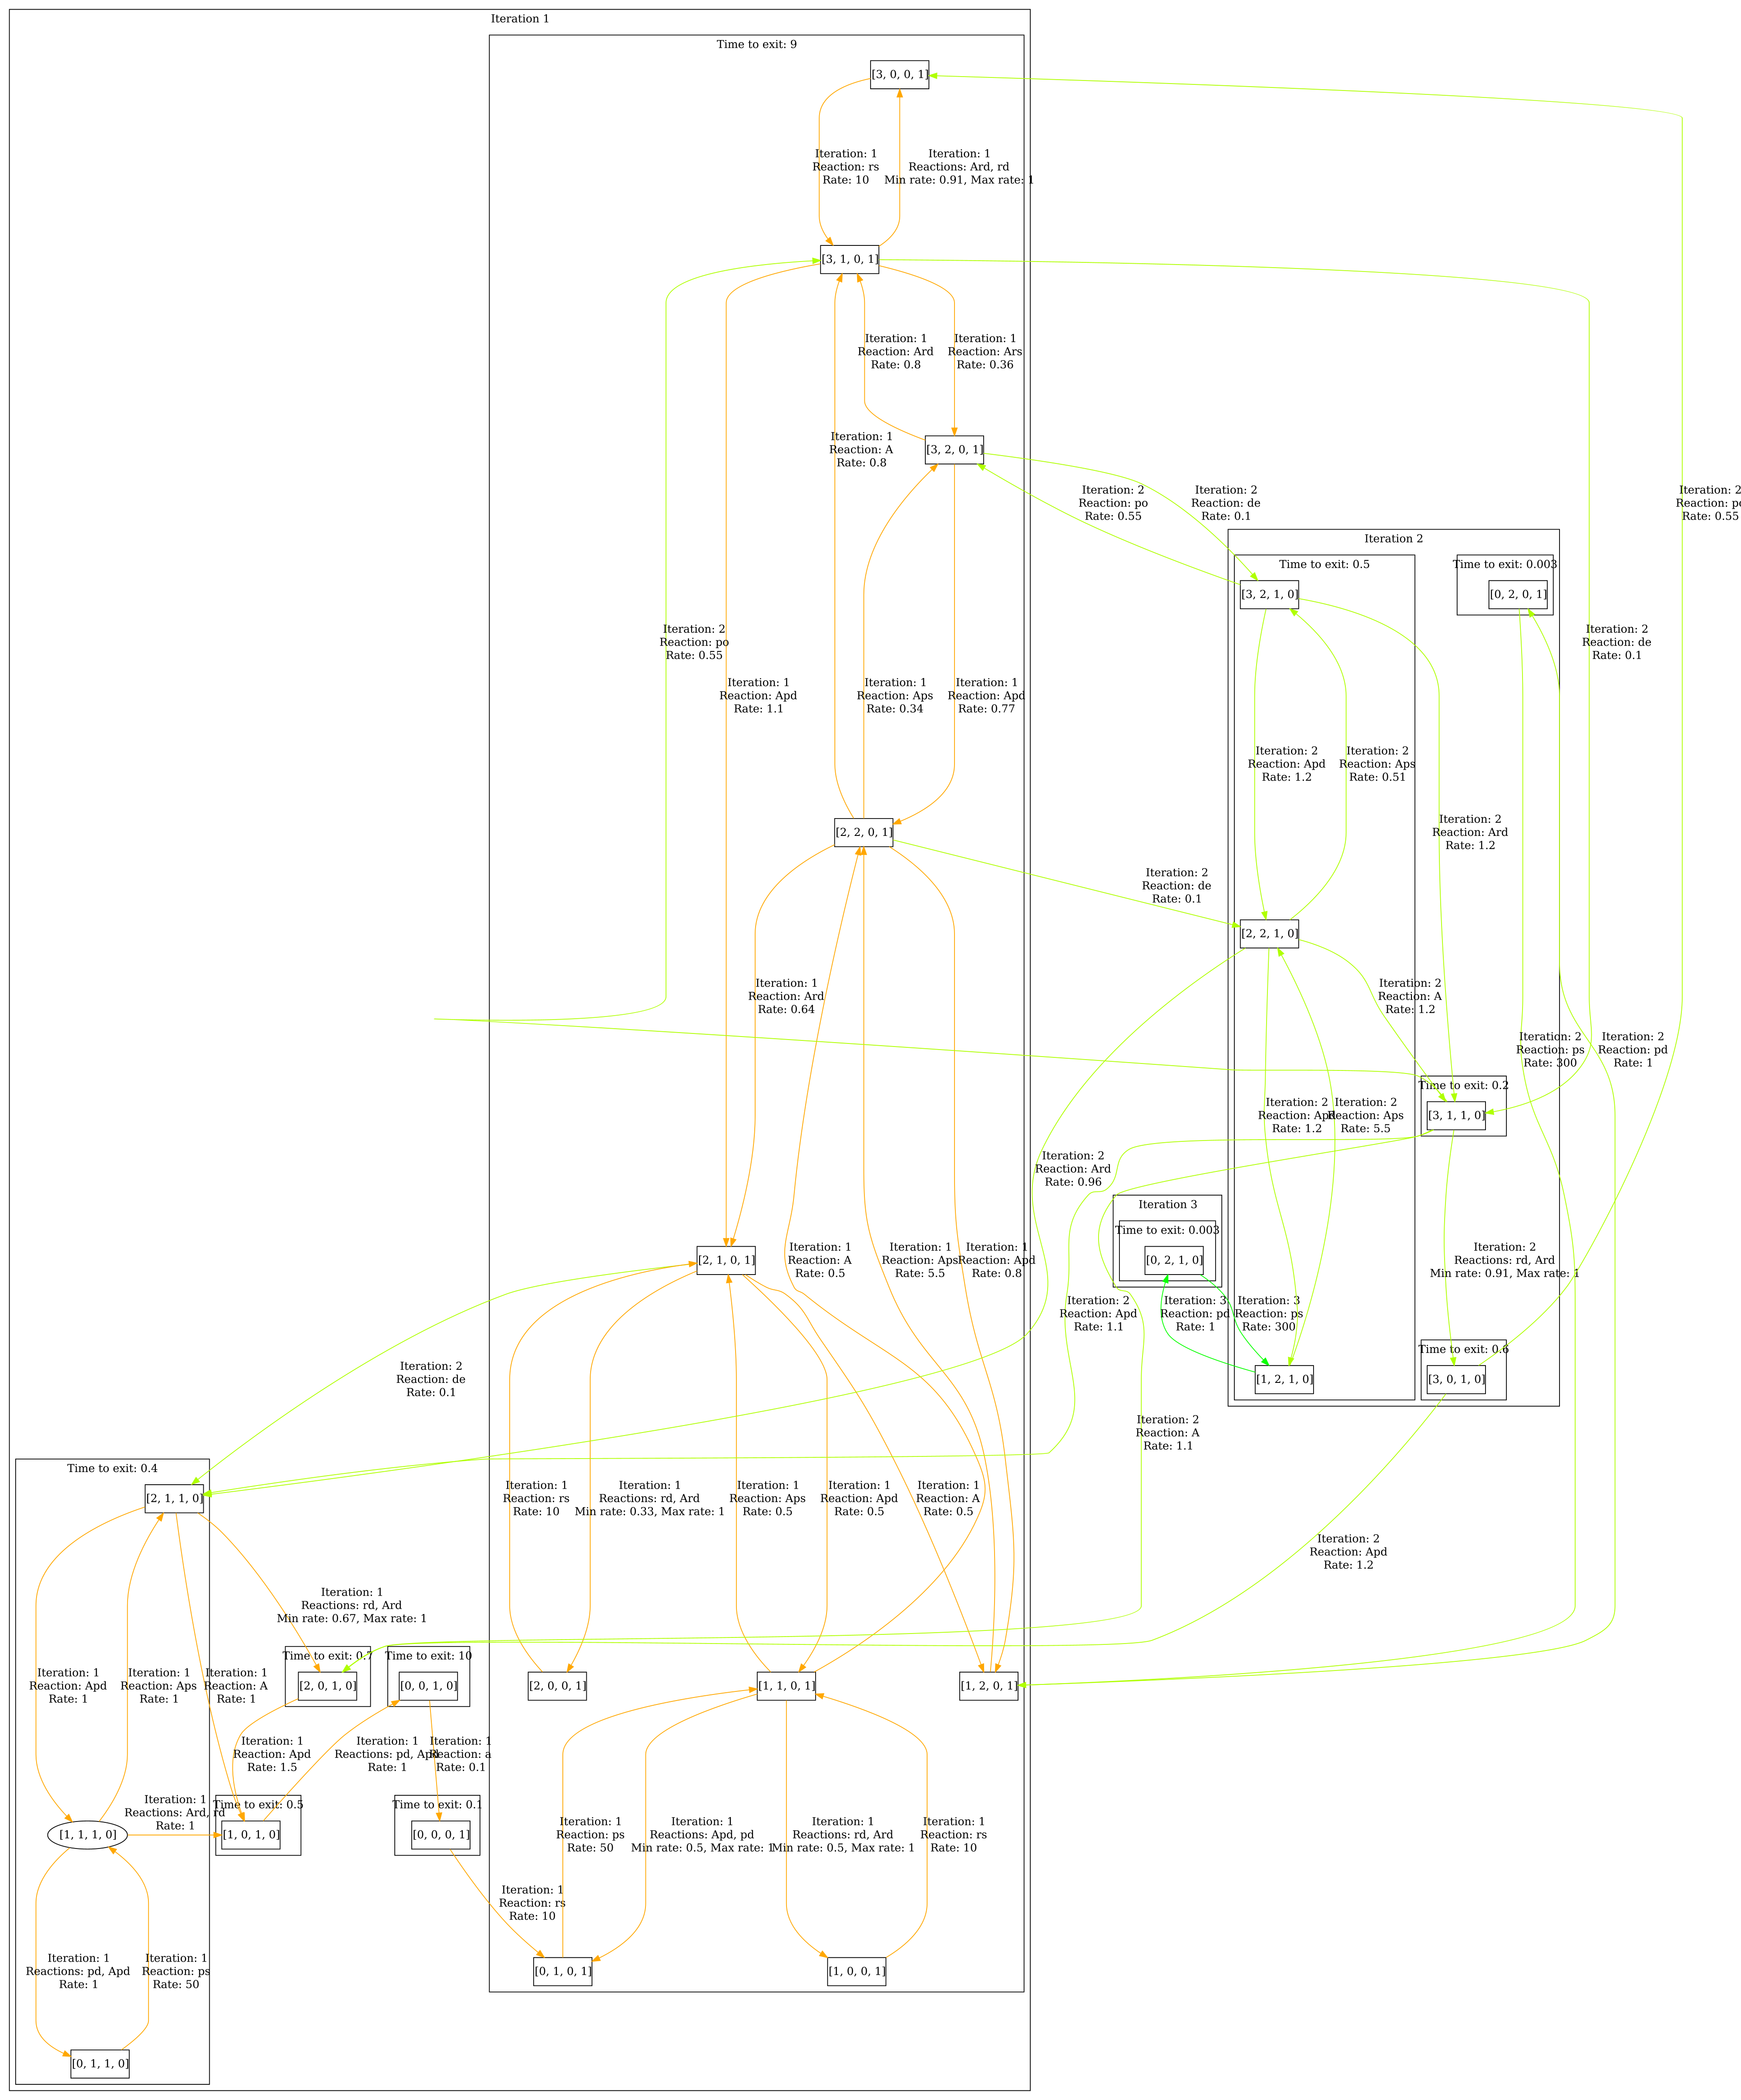 Iteration 1
Time to exit: 9
[3, 0, 0, 1]
Iteration: 1
Reaction: rs
Rate: 10
Iteration: 1
Reactions: Ard, rd
Min rate: 0.91, Max rate: 1
[3, 1, 0, 1]
Iteration: 1
Reaction: Ard
Rate: 0.8
Iteration: 1
Reaction: Ars
Rate: 0.36
Iteration: 1
Reaction: A
Rate: 0.8
[3, 2, 0, 1]
Iteration: 2
Reaction: po
Rate: 0.55
Iteration: 2
Reaction: de
Rate: 0.1
Iteration: 2
Reaction: po
Rate: 0.55
Iteration 2
Time to exit: 0.5
Time to exit: 0.003
[3, 2, 1, 0]
[0, 2, 0, 1]
Iteration: 2
Reaction: po
Rate: 0.55
Iteration: 2
Reaction: de
Rate: 0.1
Iteration: 1
Reaction: Apd
Rate: 1.1
Iteration: 1
Reaction: Aps
Rate: 0.34
Iteration: 1
Reaction: Apd
Rate: 0.77
Iteration: 2
Reaction: Apd
Rate: 1.2
Iteration: 2
Reaction: Aps
Rate: 0.51
Iteration: 2
Reaction: Ard
Rate: 1.2
[2, 2, 0, 1]
Iteration: 2
Reaction: de
Rate: 0.1
[2, 2, 1, 0]
Iteration: 1
Reaction: Ard
Rate: 0.64
Iteration: 2
Reaction: A
Rate: 1.2
Iteration: 2
Reaction: ps
Rate: 300
Iteration: 2
Reaction: pd
Rate: 1
Time to exit: 0.2
[3, 1, 1, 0]
Iteration: 2
Reaction: Apd
Rate: 1.2
Iteration: 2
Reaction: Aps
Rate: 5.5
Iteration: 2
Reaction: Ard
Rate: 0.96
Iteration 3
Time to exit: 0.003
[0, 2, 1, 0]
[2, 1, 0, 1]
Iteration: 1
Reaction: A
Rate: 0.5
Iteration: 1
Reaction: Aps
Rate: 5.5
Iteration: 1
Reaction: Apd
Rate: 0.8
Iteration: 2
Reactions: rd, Ard
Min rate: 0.91, Max rate: 1
Iteration: 2
Reaction: Apd
Rate: 1.1
Iteration: 3
Reaction: pd
Rate: 1
Iteration: 3
Reaction: ps
Rate: 300
Time to exit: 0.6
[3, 0, 1, 0]
[1, 2, 1, 0]
Iteration: 2
Reaction: de
Rate: 0.1
Iteration: 2
Reaction: A
Rate: 1.1
Time to exit: 0.4
[2, 1, 1, 0]
Iteration: 1
Reaction: rs
Rate: 10
Iteration: 1
Reactions: rd, Ard
Min rate: 0.33, Max rate: 1
Iteration: 1
Reaction: Aps
Rate: 0.5
Iteration: 1
Reaction: Apd
Rate: 0.5
Iteration: 1
Reaction: A
Rate: 0.5
Iteration: 2
Reaction: Apd
Rate: 1.2
Iteration: 1
Reactions: rd, Ard
Min rate: 0.67, Max rate: 1
Iteration: 1
Reaction: Apd
Rate: 1
Iteration: 1
Reaction: Aps
Rate: 1
Iteration: 1
Reaction: A
Rate: 1
Time to exit: 0.7
[2, 0, 1, 0]
Time to exit: 10
[0, 0, 1, 0]
[2, 0, 0, 1]
[1, 1, 0, 1]
[1, 2, 0, 1]
Iteration: 1
Reaction: Apd
Rate: 1.5
Iteration: 1
Reactions: pd, Apd
Rate: 1
Iteration: 1
Reaction: a
Rate: 0.1
Iteration: 1
Reactions: Ard, rd
Rate: 1
[1, 1, 1, 0]
Time to exit: 0.5
[1, 0, 1, 0]
Time to exit: 0.1
[0, 0, 0, 1]
Iteration: 1
Reaction: ps
Rate: 50
Iteration: 1
Reactions: Apd, pd
Min rate: 0.5, Max rate: 1
Iteration: 1
Reactions: rd, Ard
Min rate: 0.5, Max rate: 1
Iteration: 1
Reaction: rs
Rate: 10
Iteration: 1
Reaction: rs
Rate: 10
Iteration: 1
Reactions: pd, Apd
Rate: 1
Iteration: 1
Reaction: ps
Rate: 50
[0, 1, 0, 1]
[1, 0, 0, 1]
[0, 1, 1, 0]